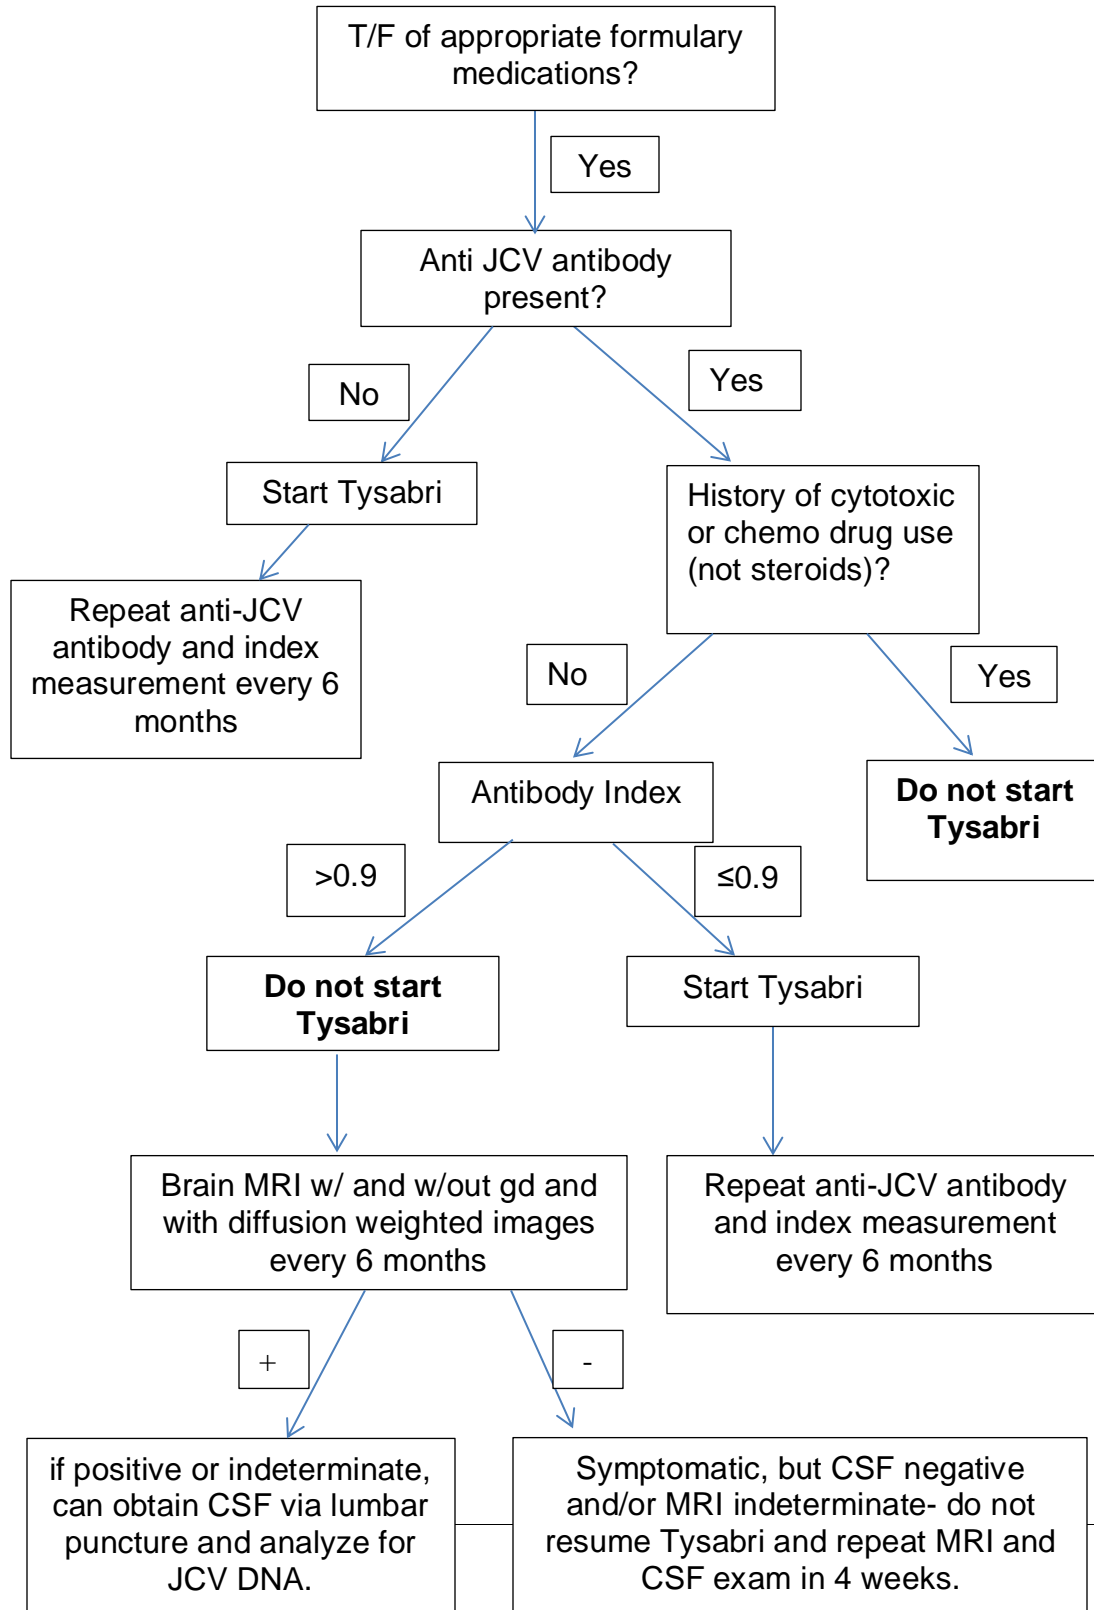 T/F of appropriate formulary
medications?
Yes
Anti JCV antibody
present?
No
Yes
Start Tysabri
History of cytotoxic
or chemo drug use
(not steroids)?
Repeat anti-JCV
antibody and index
measurement every 6
months
No
Yes
Antibody Index
Do not start
Tysabri
>0.9
≤0.9
Do not start
Tysabri
Start Tysabri
Brain MRI w/ and w/out gd and
with diffusion weighted images
every 6 months
Repeat anti-JCV antibody
and index measurement
every 6 months
+
-
if positive or indeterminate,
can obtain CSF via lumbar
puncture and analyze for
JCV DNA.
Symptomatic, but CSF negative
and/or MRI indeterminate- do not
resume Tysabri and repeat MRI and
CSF exam in 4 weeks.